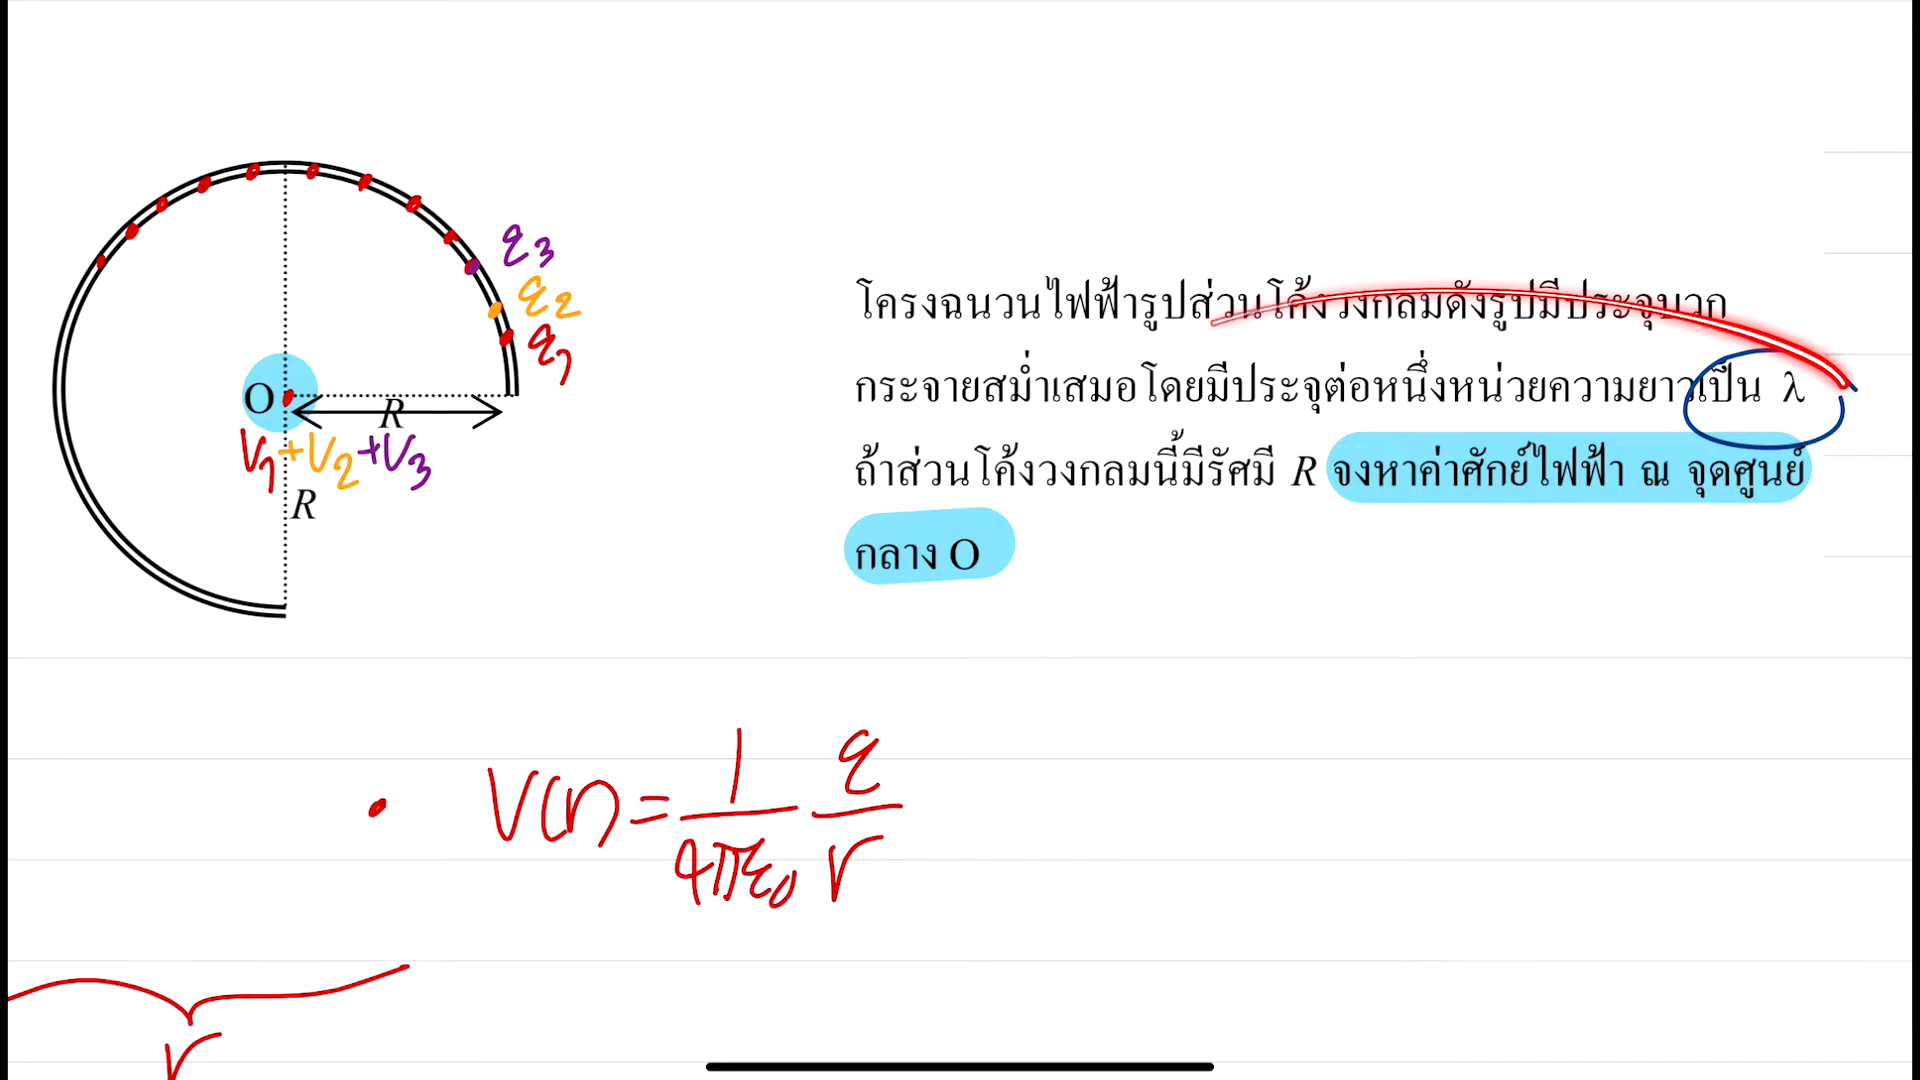 q3
q2
q1
O
R
V1+V2+V3
R
โครงฉนวนไฟฟ้ารูปส่วนโค้งวงกลมดังรูปมีประจุบวก
กระจายสม่ำเสมอโดยมีประจุต่อหนึ่งหน่วยความยาวเป็น λ
ถ้าส่วนโค้งวงกลมนี้มีรัศมี R จงหาค่าศักย์ไฟฟ้า ณ จุดศูนย์
กลาง O
V(r) = 1/4πε0 q/r
r